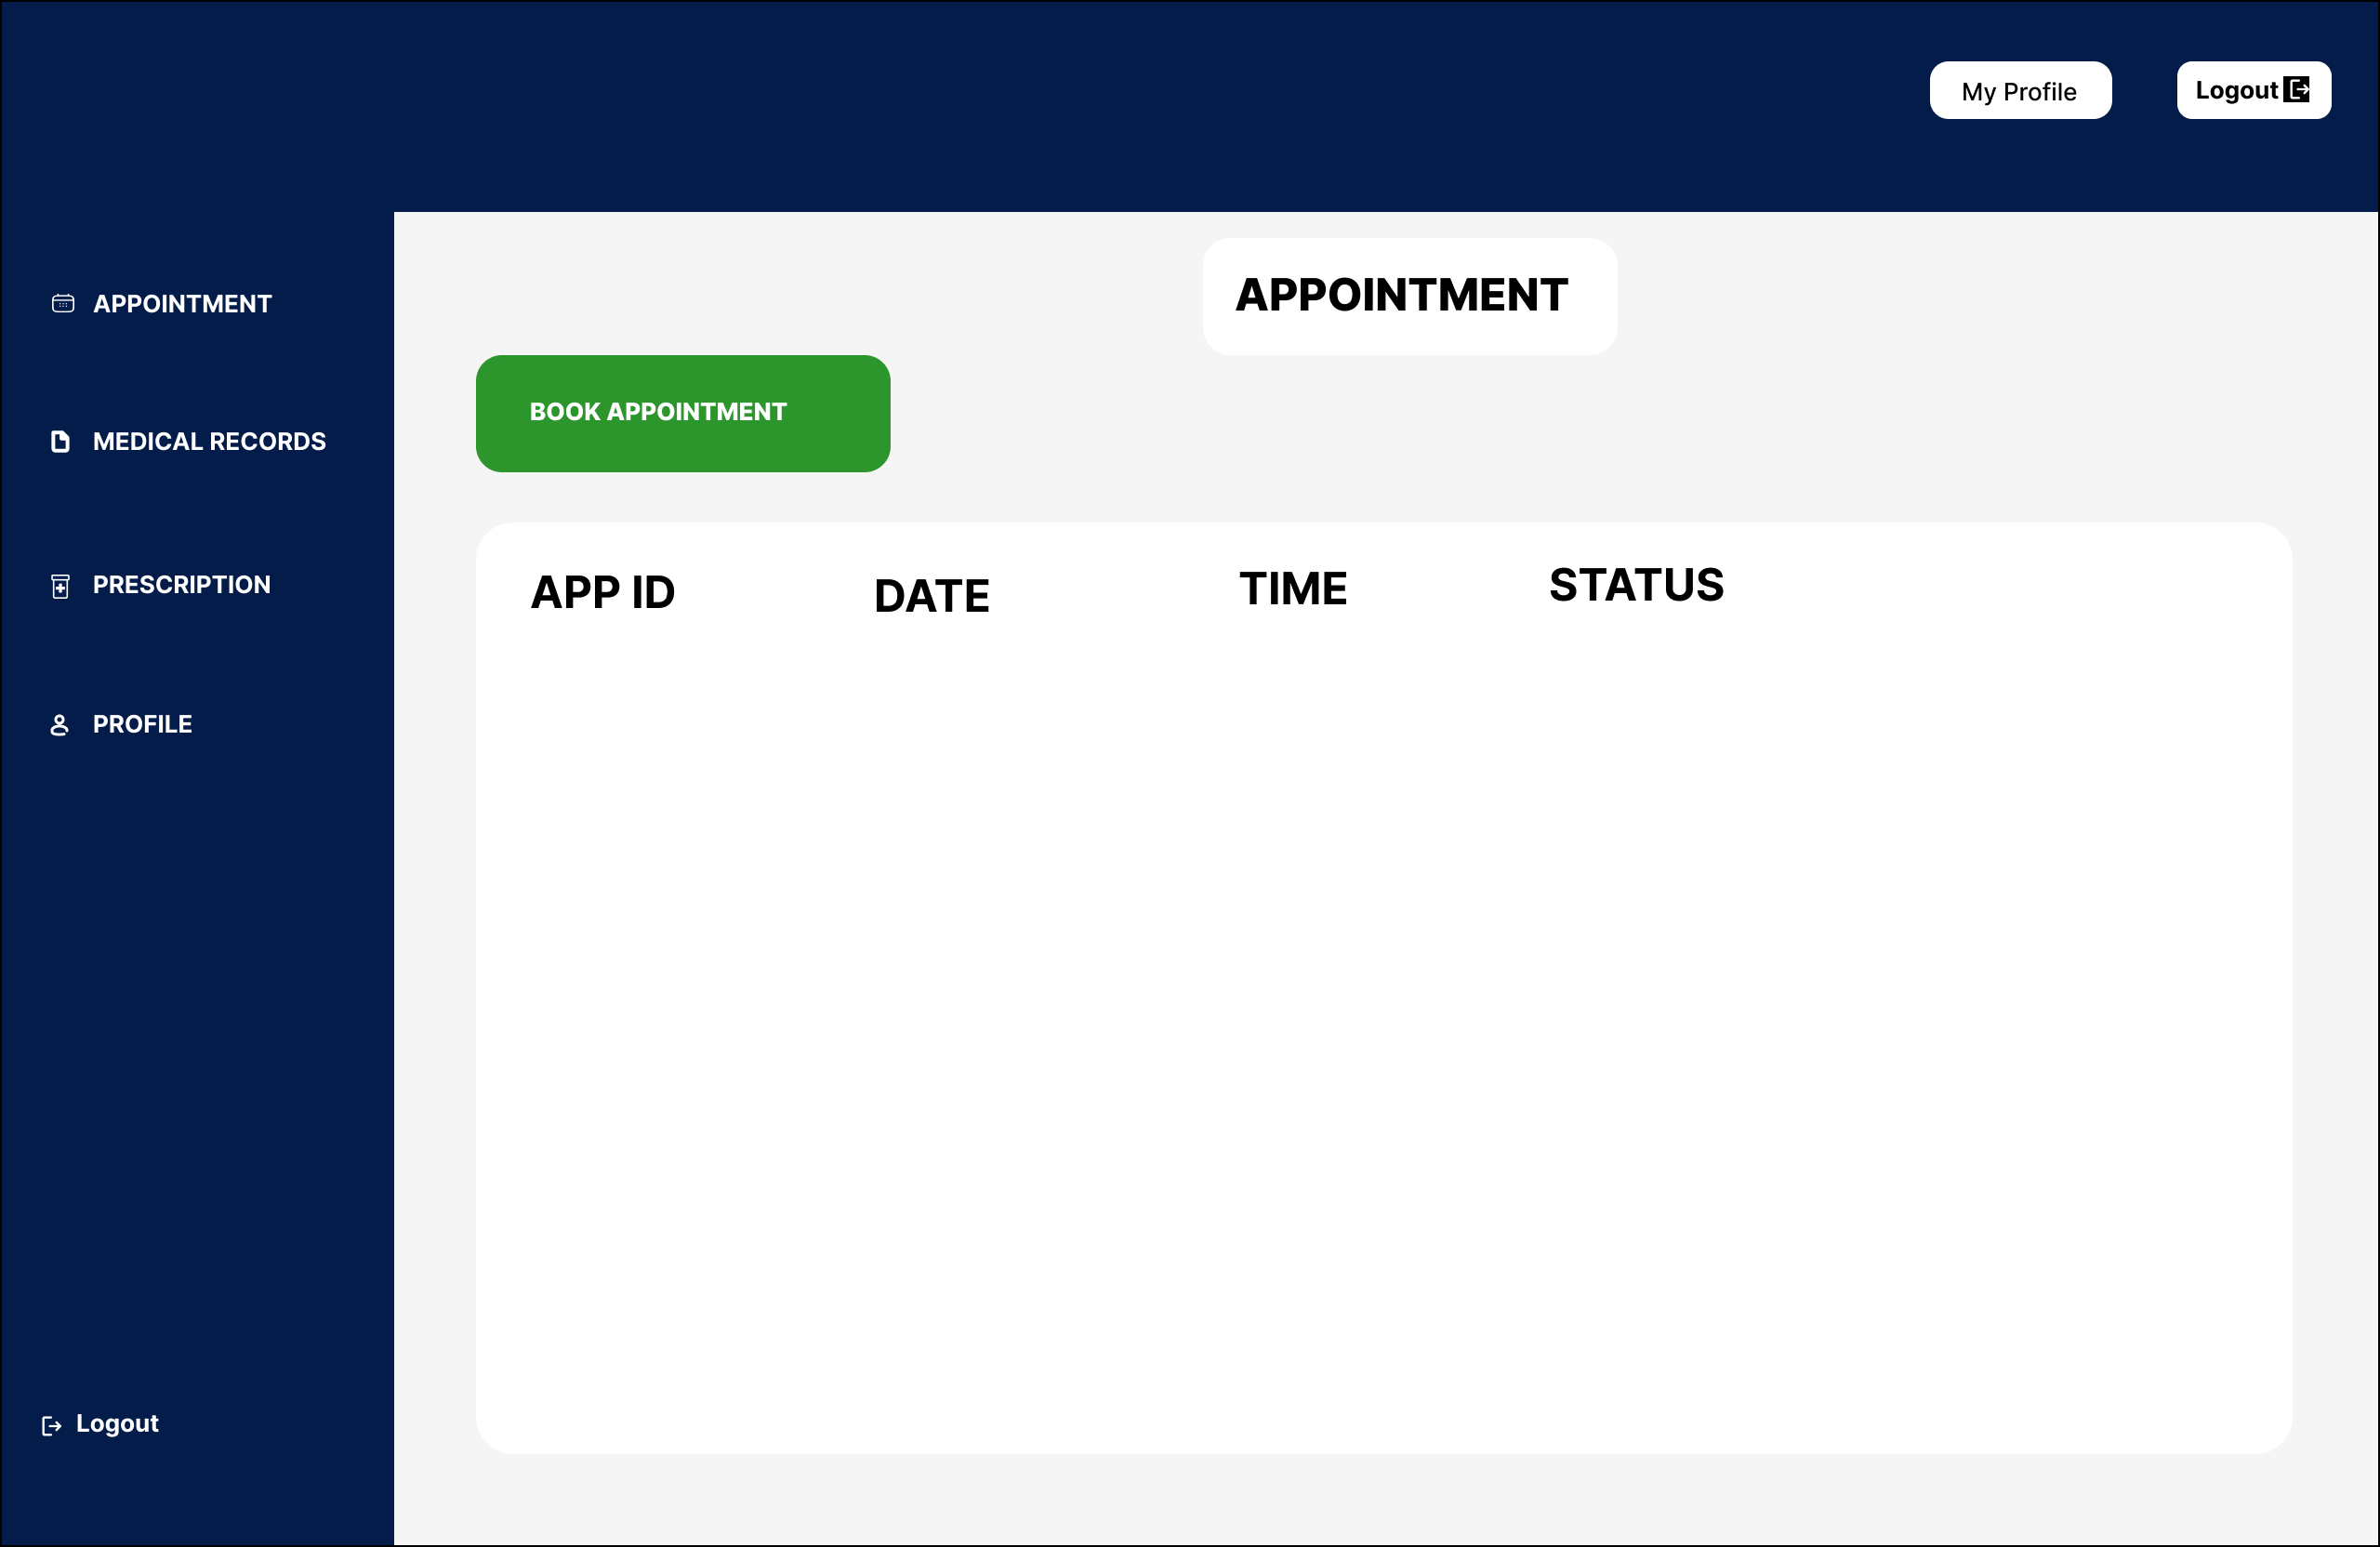 My Profile
Logout
APPOINTMENT
MEDICAL RECORDS
PRESCRIPTION
PROFILE
Logout
APPOINTMENT
BOOK APPOINTMENT
APP ID DATE TIME STATUS